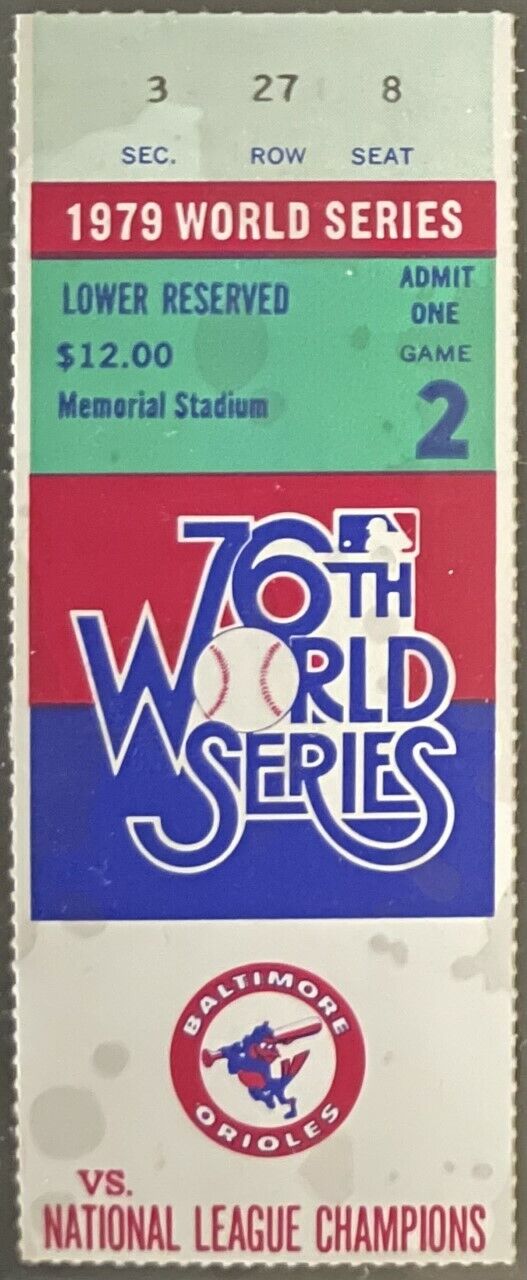 3 27 8
SEC. ROW SEAT
1979 WORLD SERIES
LOWER RESERVED
$12.00
Memorial Stadium
ADMIT
ONE
GAME
2
76TH
WORLD
SERIES
BALTIMORE
ORIOLES
VS.
NATIONAL LEAGUE CHAMPIONS